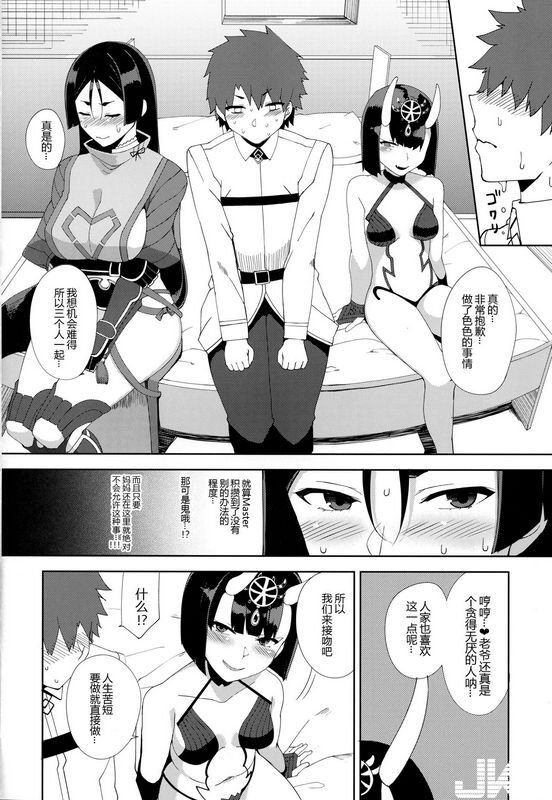 ゴクリ
真的…
非常抱歉…
做了色色的事情
真是的…
我想机会难得
所以三个人一起…
就算Master
积攒到了没有
别的办法的
程度…
那可是鬼哦…!?
而且只要
妈妈还在这里就绝对
不会允许这种事…!!!
哼哼…❤老爷还真是
个贪得无厌的人呐…
人家也喜欢
这一点呢…
所以
我们来接吻吧
什么!?
人生苦短
要做就直接做…